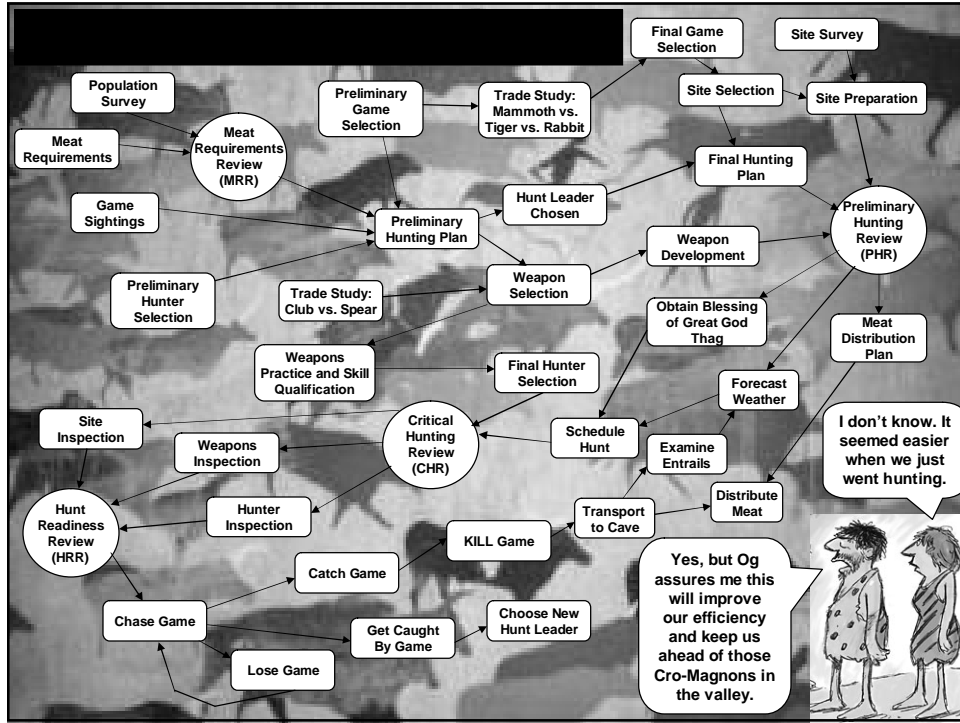 Final Game
Selection
Site Survey
Population
Survey
Preliminary
Game
Selection
Trade Study:
Mammoth vs.
Tiger vs. Rabbit
Site Selection
Site Preparation
Meat
Requirements
Meat
Requirements
Review
(MRR)
Final Hunting
Plan
Game
Sightings
Preliminary
Hunting Plan
Hunt Leader
Chosen
Preliminary
Hunting
Review
(PHR)
Weapon
Development
Preliminary
Hunter
Selection
Trade Study:
Club vs. Spear
Weapon
Selection
Obtain Blessing
of Great God
Thag
Meat
Distribution
Plan
Weapons
Practice and Skill
Qualification
Final Hunter
Selection
Forecast
Weather
Site
Inspection
Weapons
Inspection
Critical
Hunting
Review
(CHR)
Schedule
Hunt
Examine
Entrails
I don't know. It
seemed easier
when we just
went hunting.
Hunt
Readiness
Review
(HRR)
Hunter
Inspection
Transport
to Cave
Distribute
Meat
KILL Game
Catch Game
Yes, but Og
assures me this
will improve
our efficiency
and keep us
ahead of those
Cro-Magnons in
the valley.
Chase Game
Get Caught
By Game
Choose New
Hunt Leader
Lose Game